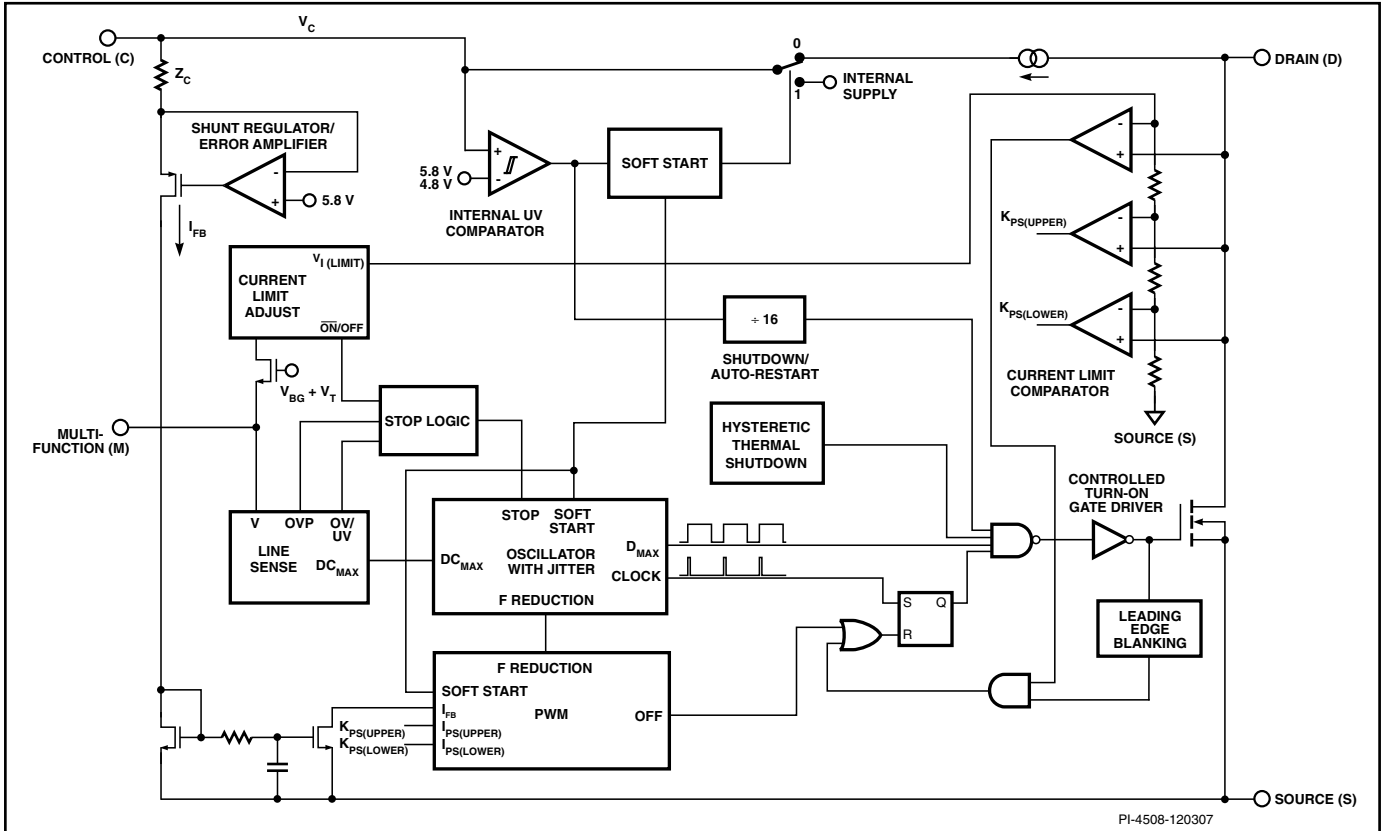 V_C
0
CONTROL (C)
DRAIN (D)
Z_C
1
INTERNAL
SUPPLY
SHUNT REGULATOR/
ERROR AMPLIFIER
-
+
5.8 V
+
-
5.8 V
4.8 V
INTERNAL UV
COMPARATOR
SOFT START
-
+
K_PS(UPPER)
-
+
K_PS(LOWER)
-
+
CURRENT LIMIT
COMPARATOR
SOURCE (S)
I_FB
V_I (LIMIT)
CURRENT
LIMIT
ADJUST
ON/OFF
÷ 16
SHUTDOWN/
AUTO-RESTART
V_BG + V_T
STOP LOGIC
MULTI-
FUNCTION (M)
HYSTERETIC
THERMAL
SHUTDOWN
CONTROLLED
TURN-ON
GATE DRIVER
V
OVP
OV/
UV
LINE
SENSE
DC_MAX
STOP
SOFT
START
DC_MAX
OSCILLATOR
WITH JITTER
D_MAX
CLOCK
F REDUCTION
S
Q
R
LEADING
EDGE
BLANKING
F REDUCTION
SOFT START
I_FB
PWM
OFF
K_PS(UPPER)
I_PS(UPPER)
K_PS(LOWER)
I_PS(LOWER)
SOURCE (S)
PI-4508-120307